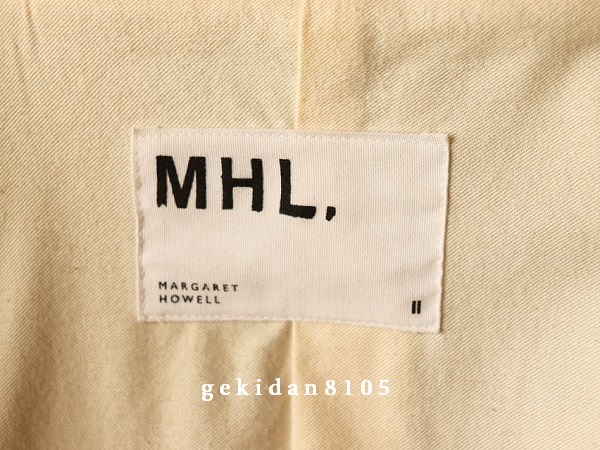 MHL,
MARGARET
HOWELL
II
gekidan8105